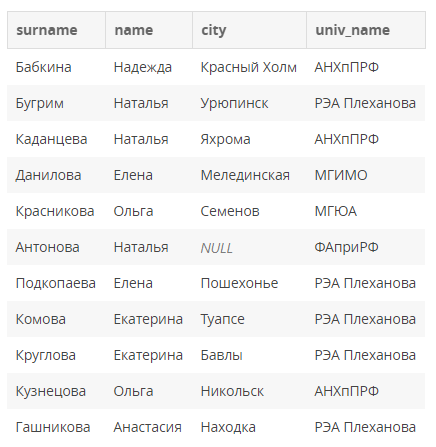 surname name city univ_name
Бабкина Надежда Красный Холм АНХпПРФ
Бугрим Наталья Урюпинск РЭА Плеханова
Каданцева Наталья Яхрома АНХпПРФ
Данилова Елена Мелединская МГИМО
Красникова Ольга Семенов МГЮА
Антонова Наталья NULL ФАприРФ
Подкопаева Елена Пошехонье РЭА Плеханова
Комова Екатерина Туапсе РЭА Плеханова
Круглова Екатерина Бавлы РЭА Плеханова
Кузнецова Ольга Никольск АНХпПРФ
Гашникова Анастасия Находка РЭА Плеханова